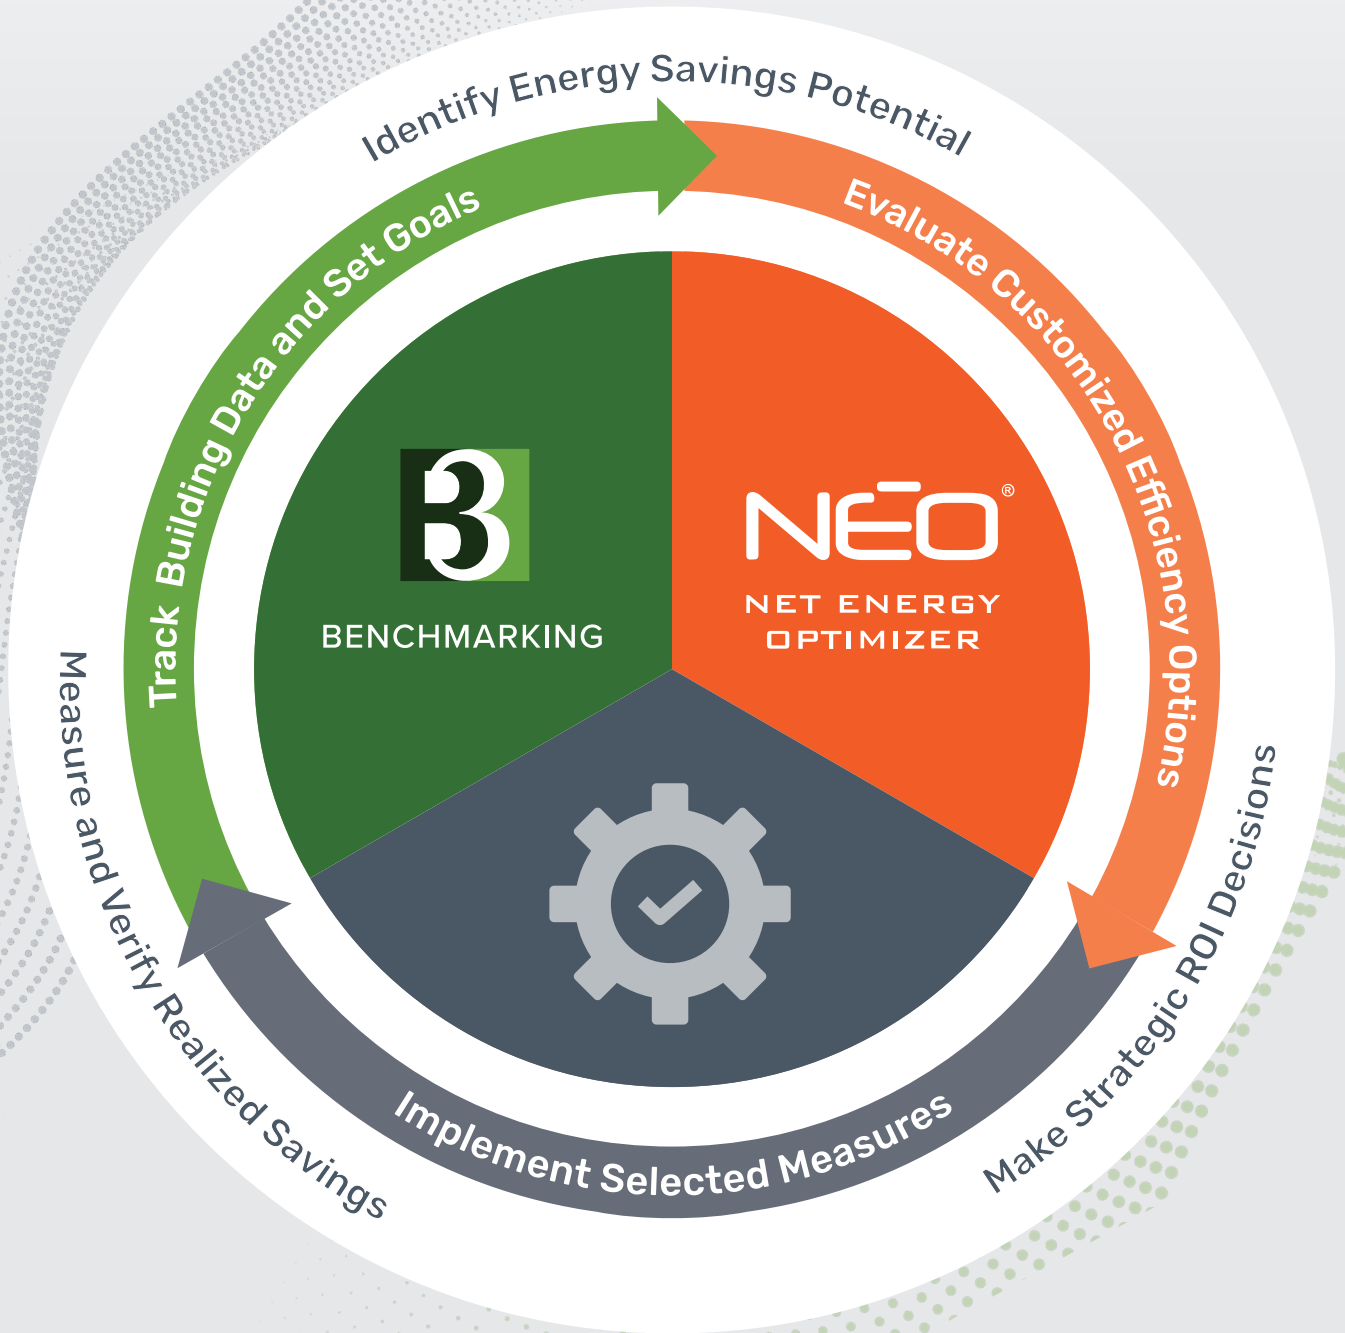 Identify Energy Savings Potential
Track Building Data and Set Goals
Evaluate Customized Efficiency Options
B3
BENCHMARKING
NEO®
NET ENERGY
OPTIMIZER
Make Strategic ROI Decisions
Implement Selected Measures
Measure and Verify Realized Savings